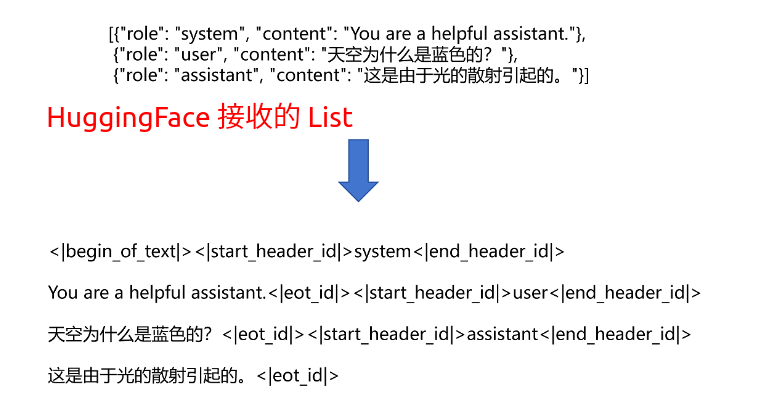 [{"role": "system", "content": "You are a helpful assistant."},
{"role": "user", "content": "天空为什么是蓝色的？"},
{"role": "assistant", "content": "这是由于光的散射引起的。"}]
HuggingFace 接收的 List
<|begin_of_text|><|start_header_id|>system<|end_header_id|>
You are a helpful assistant.<|eot_id|><|start_header_id|>user<|end_header_id|>
天空为什么是蓝色的？<|eot_id|><|start_header_id|>assistant<|end_header_id|>
这是由于光的散射引起的。<|eot_id|>